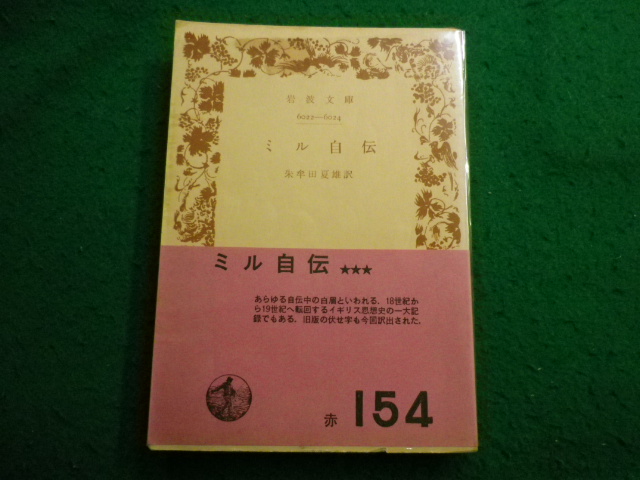 岩波文庫
6022—6024
ミル自伝
朱牟田夏雄訳
ミル自伝 ★★★
あらゆる自伝中の白眉といわれる、18世紀か
ら19世紀へ転回するイギリス思想史の一大記
録でもある。旧版の伏せ字も今回訳出された。
赤 154